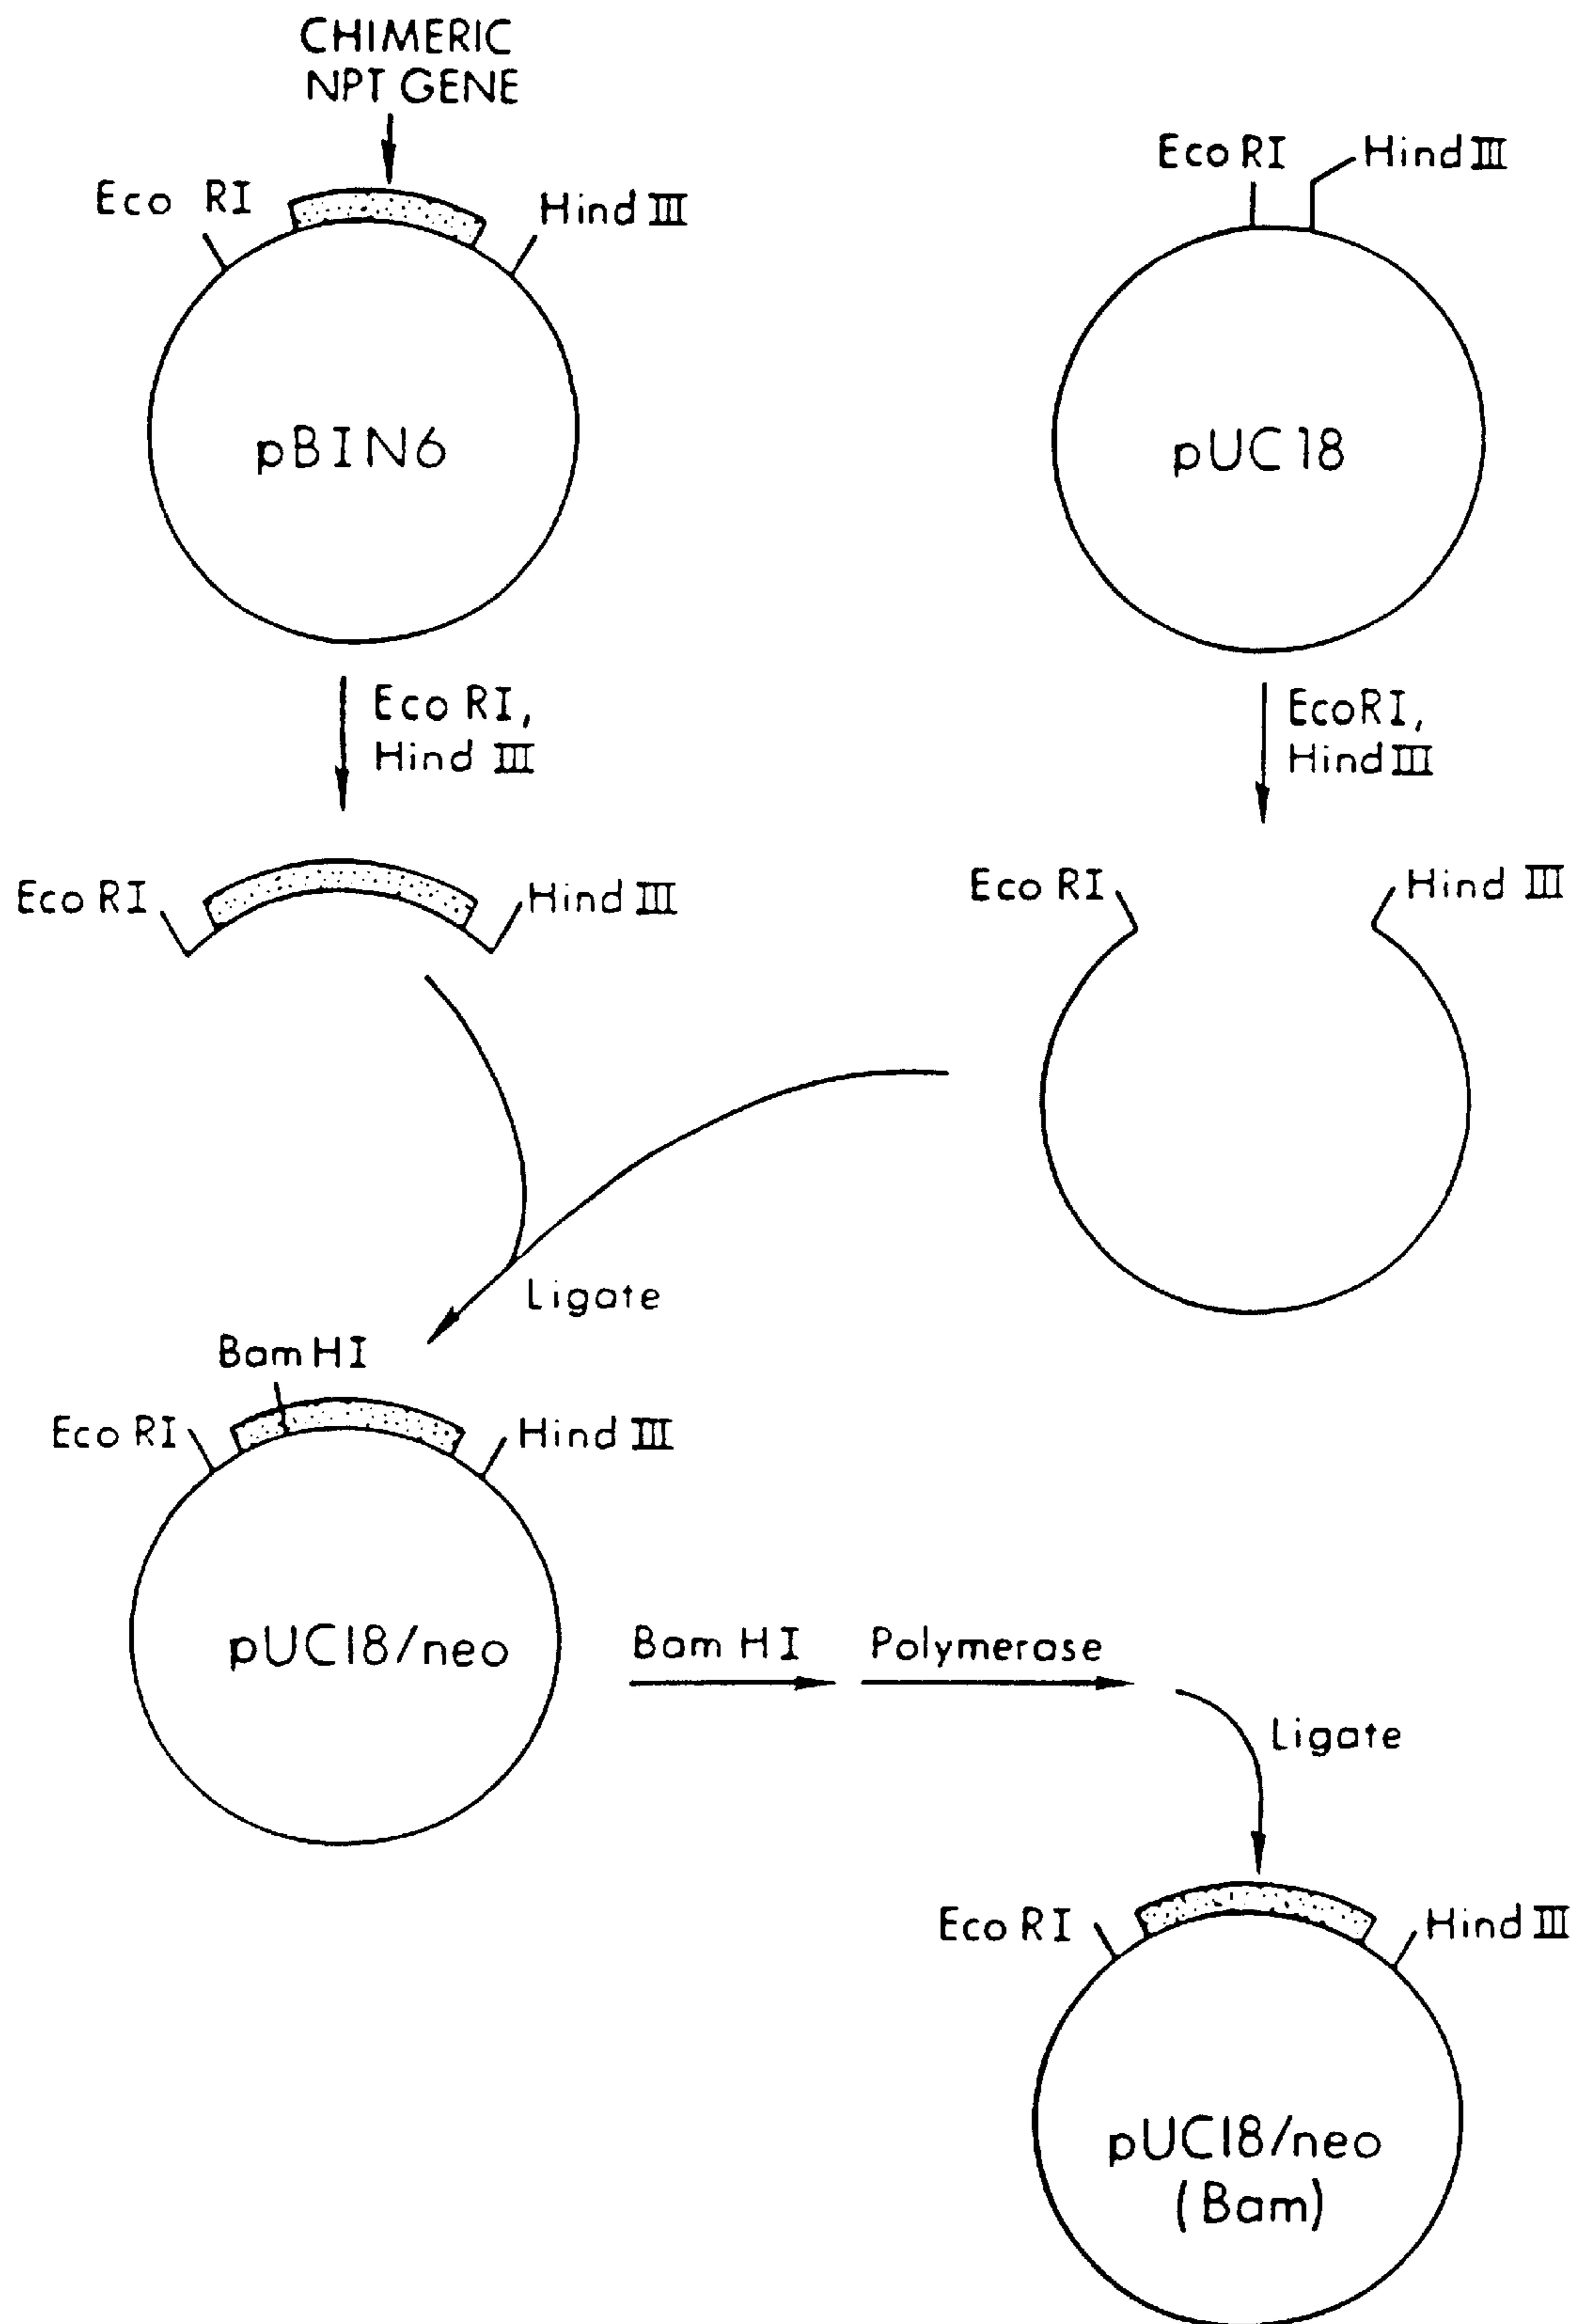 CHIMERIC
NPT GENE
Eco RI
Hind III
pBIN6
Eco RI
Hind III
pUC18
Eco RI,
Hind III
EcoRI,
Hind III
Eco RI
Hind III
Eco RI
Hind III
Ligate
Bam HI
Eco RI
Hind III
pUC18/neo
Bam HI
Polymerase
Ligate
Eco RI
Hind III
pUC18/neo
(Bam)